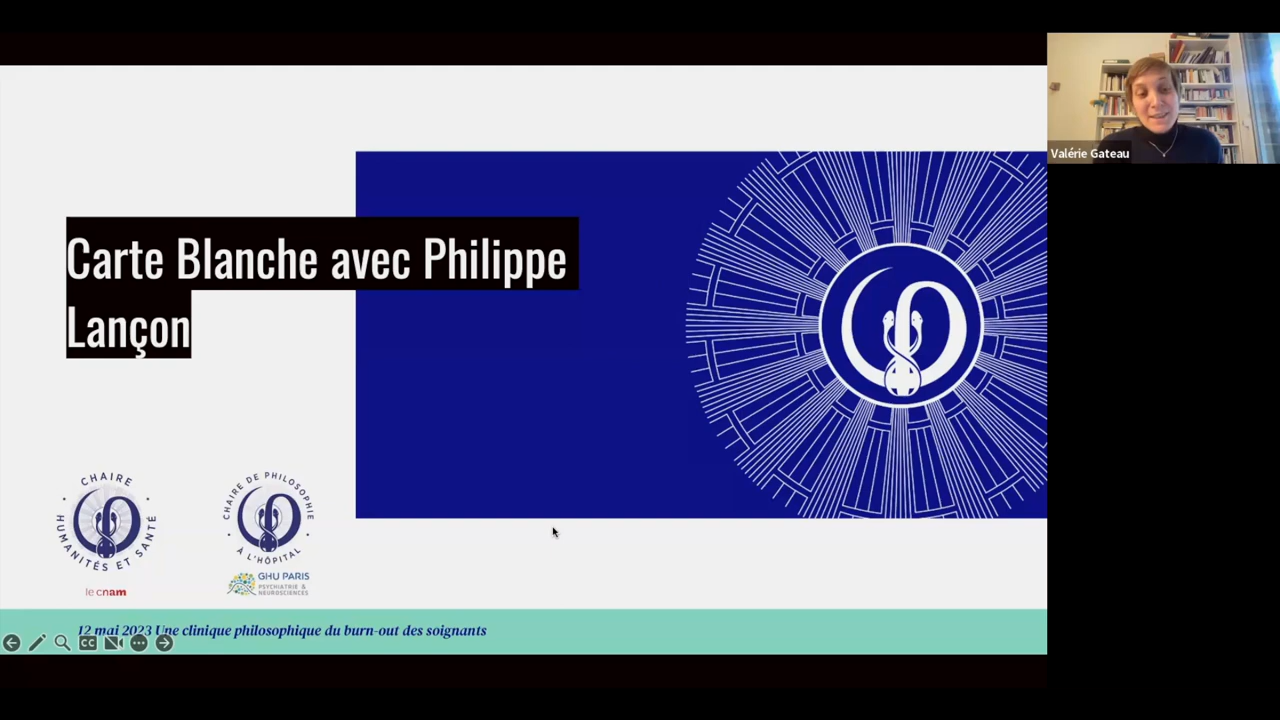 Valérie Gateau
Carte Blanche avec Philippe
Lançon
CHAIRE
HUMANITÉS ET SANTÉ
le cnam
CHAIRE DE PHILOSOPHIE
À L'HÔPITAL
GHU PARIS
PSYCHIATRIE &
NEUROSCIENCES
12 mai 2023 Une clinique philosophique du burn-out des soignants
CC